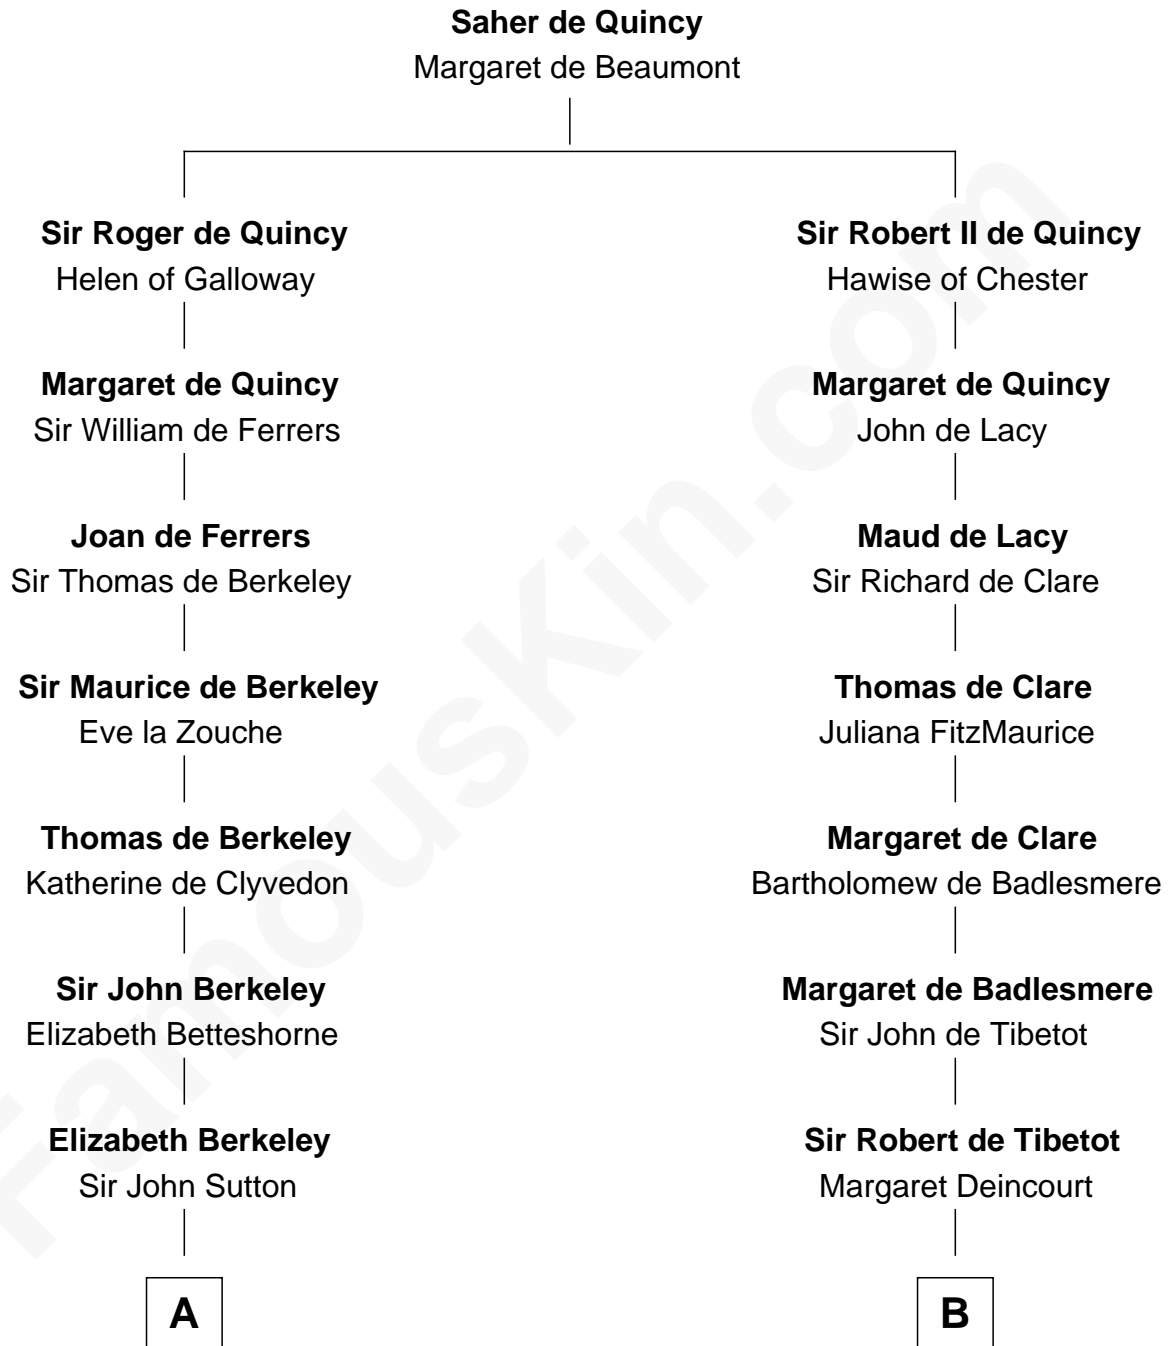 Saher de Quincy
Margaret de Beaumont
Sir Roger de Quincy
Helen of Galloway
Margaret de Quincy
Sir William de Ferrers
Joan de Ferrers
Sir Thomas de Berkeley
Sir Maurice de Berkeley
Eve la Zouche
Thomas de Berkeley
Katherine de Clyvedon
Sir John Berkeley
Elizabeth Betteshorne
Elizabeth Berkeley
Sir John Sutton
A
Sir Robert II de Quincy
Hawise of Chester
Margaret de Quincy
John de Lacy
Maud de Lacy
Sir Richard de Clare
Thomas de Clare
Juliana FitzMaurice
Margaret de Clare
Bartholomew de Badlesmere
Margaret de Badlesmere
Sir John de Tibetot
Sir Robert de Tibetot
Margaret Deincourt
B
FamousKin.com